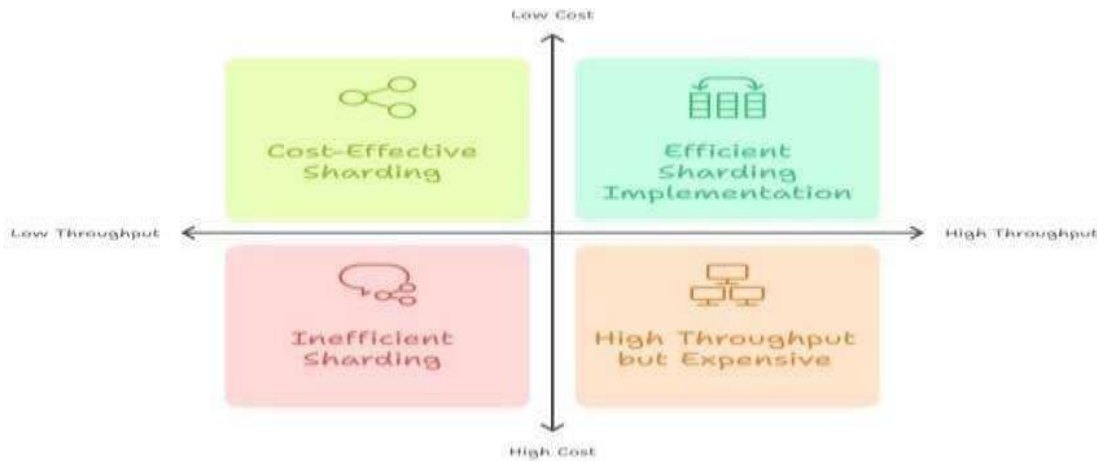 Low Cost
Cost-Effective
Sharding
Efficient
Sharding
Implementation
Low Throughput
High Throughput
Inefficient
Sharding
High Throughput
but Expensive
High Cost